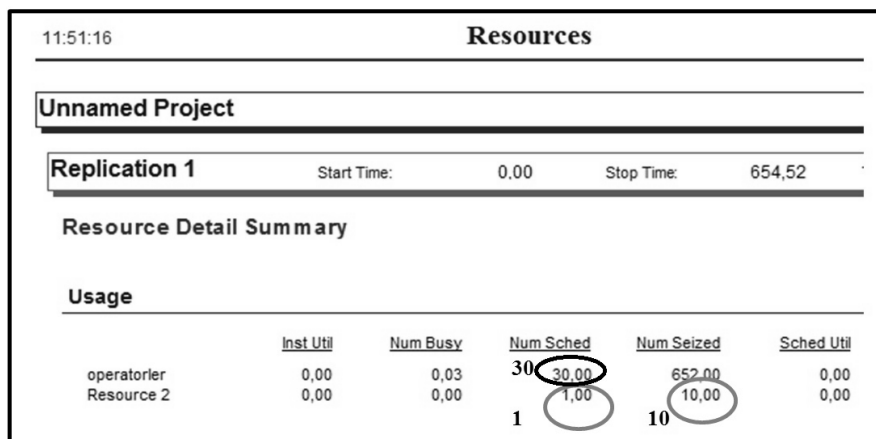 11:51:16 Resources
Unnamed Project
Replication 1 Start Time: 0,00 Stop Time: 654,52
Resource Detail Summary
Usage
Inst Util Num Busy Num Sched Num Seized Sched Util
operatorler 0,00 0,03 30 30,00 652,00 0,00
Resource 2 0,00 0,00 1,00 10,00 0,00
1 10